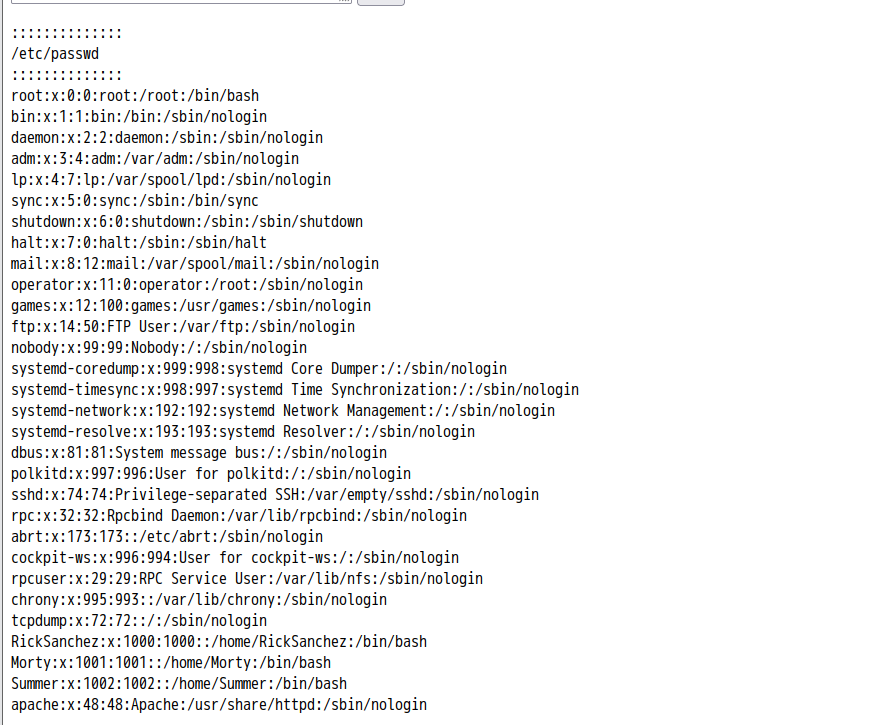 ::::::::::::::
/etc/passwd
::::::::::::::
root:x:0:0:root:/root:/bin/bash
bin:x:1:1:bin:/bin:/sbin/nologin
daemon:x:2:2:daemon:/sbin:/sbin/nologin
adm:x:3:4:adm:/var/adm:/sbin/nologin
lp:x:4:7:lp:/var/spool/lpd:/sbin/nologin
sync:x:5:0:sync:/sbin:/bin/sync
shutdown:x:6:0:shutdown:/sbin:/sbin/shutdown
halt:x:7:0:halt:/sbin:/sbin/halt
mail:x:8:12:mail:/var/spool/mail:/sbin/nologin
operator:x:11:0:operator:/root:/sbin/nologin
games:x:12:100:games:/usr/games:/sbin/nologin
ftp:x:14:50:FTP User:/var/ftp:/sbin/nologin
nobody:x:99:99:Nobody:/:/sbin/nologin
systemd-coredump:x:999:998:systemd Core Dumper:/:/sbin/nologin
systemd-timesync:x:998:997:systemd Time Synchronization:/:/sbin/nologin
systemd-network:x:192:192:systemd Network Management:/:/sbin/nologin
systemd-resolve:x:193:193:systemd Resolver:/:/sbin/nologin
dbus:x:81:81:System message bus:/:/sbin/nologin
polkitd:x:997:996:User for polkitd:/:/sbin/nologin
sshd:x:74:74:Privilege-separated SSH:/var/empty/sshd:/sbin/nologin
rpc:x:32:32:Rpcbind Daemon:/var/lib/rpcbind:/sbin/nologin
abrt:x:173:173::/etc/abrt:/sbin/nologin
cockpit-ws:x:996:994:User for cockpit-ws:/:/sbin/nologin
rpcuser:x:29:29:RPC Service User:/var/lib/nfs:/sbin/nologin
chrony:x:995:993::/var/lib/chrony:/sbin/nologin
tcpdump:x:72:72::/:/sbin/nologin
RickSanchez:x:1000:1000::/home/RickSanchez:/bin/bash
Morty:x:1001:1001::/home/Morty:/bin/bash
Summer:x:1002:1002::/home/Summer:/bin/bash
apache:x:48:48:Apache:/usr/share/httpd:/sbin/nologin